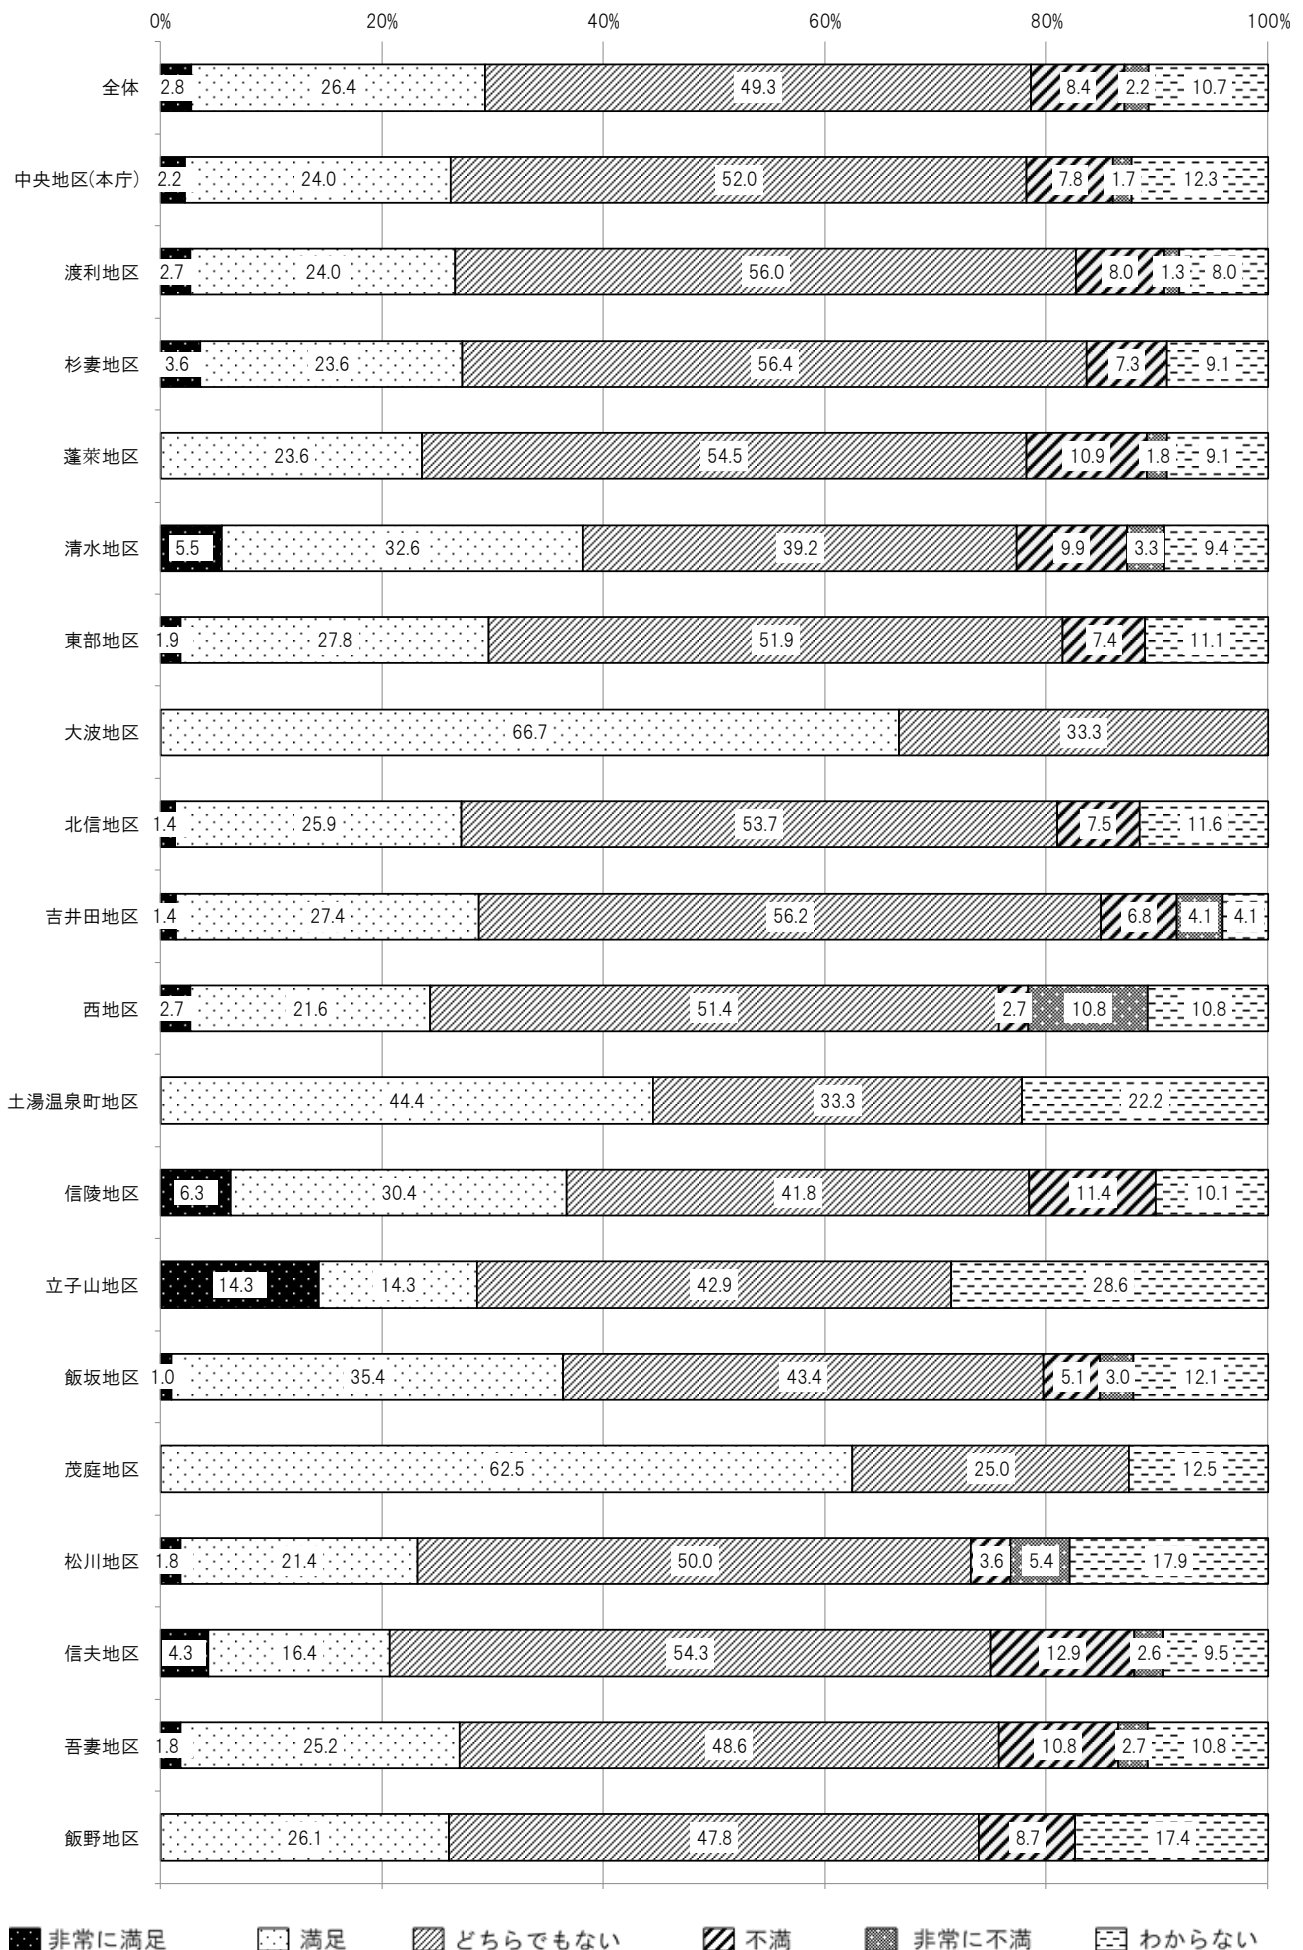 0% 20% 40% 60% 80% 100%
全体 2.8 26.4 49.3 8.4 2.2 10.7
中央地区(本庁) 2.2 24.0 52.0 7.8 1.7 12.3
渡利地区 2.7 24.0 56.0 8.0 1.3 8.0
杉妻地区 3.6 23.6 56.4 7.3 9.1
蓬萊地区 23.6 54.5 10.9 1.8 9.1
清水地区 5.5 32.6 39.2 9.9 3.3 9.4
東部地区 1.9 27.8 51.9 7.4 11.1
大波地区 66.7 33.3
北信地区 1.4 25.9 53.7 7.5 11.6
吉井田地区 1.4 27.4 56.2 6.8 4.1 4.1
西地区 2.7 21.6 51.4 2.7 10.8 10.8
土湯温泉町地区 44.4 33.3 22.2
信陵地区 6.3 30.4 41.8 11.4 10.1
立子山地区 14.3 14.3 42.9 28.6
飯坂地区 1.0 35.4 43.4 5.1 3.0 12.1
茂庭地区 62.5 25.0 12.5
松川地区 1.8 21.4 50.0 3.6 5.4 17.9
信夫地区 4.3 16.4 54.3 12.9 2.6 9.5
吾妻地区 1.8 25.2 48.6 10.8 2.7 10.8
飯野地区 26.1 47.8 8.7 17.4
非常に満足 満足 どちらでもない 不満 非常に不満 わからない